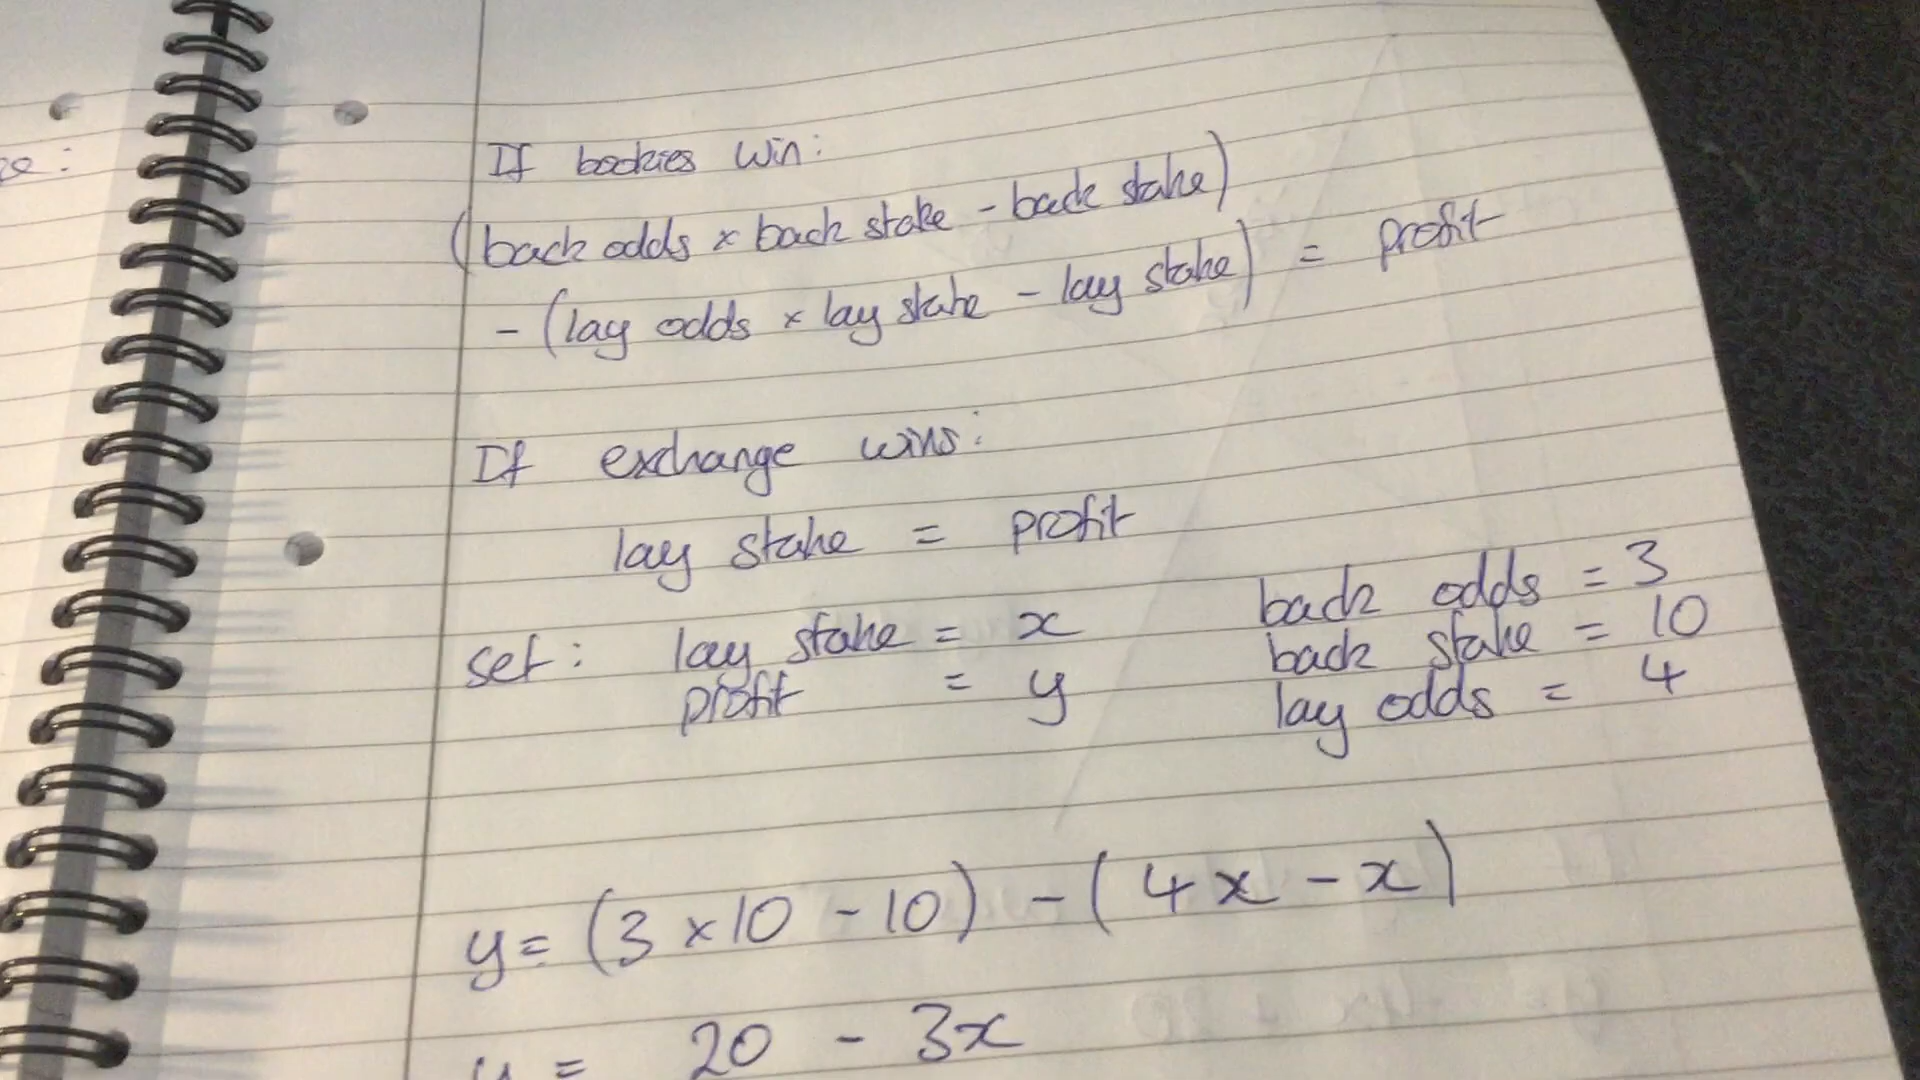 If bookies win:
(back odds x back stake - back stake)
- (lay odds x lay stake - lay stake) = profit
If exchange wins:
lay stake = profit
set: lay stake = x
profit = y
back odds = 3
back stake = 10
lay odds = 4
y = (3 x 10 - 10) - (4x - x)
y = 20 - 3x